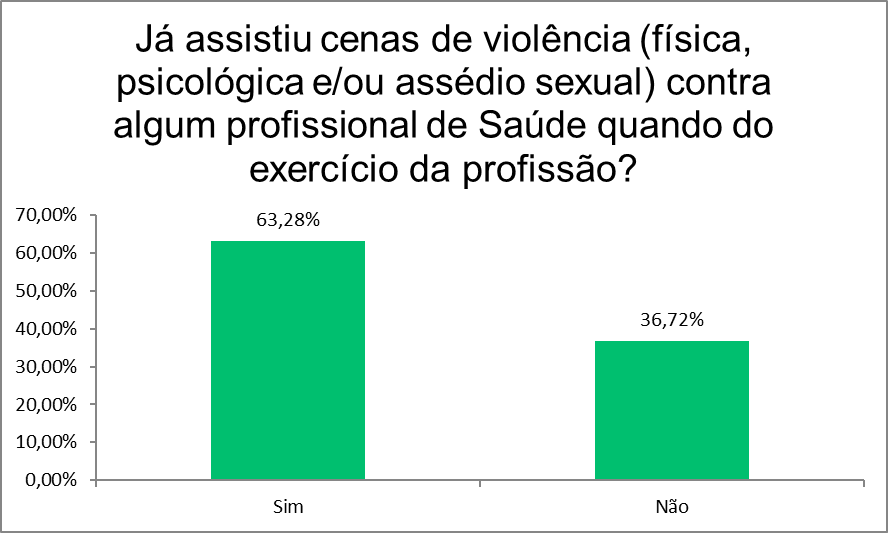 Já assistiu cenas de violência (física,
psicológica e/ou assédio sexual) contra
algum profissional de Saúde quando do
exercício da profissão?
70,00%
60,00%
50,00%
40,00%
30,00%
20,00%
10,00%
0,00%
63,28%
36,72%
Sim
Não